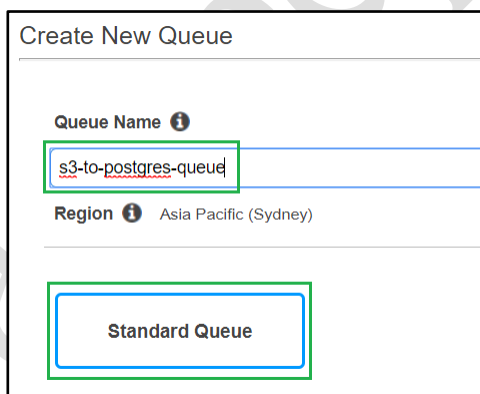 Create New Queue
Queue Name
s3-to-postgres-queue
Region Asia Pacific (Sydney)
Standard Queue